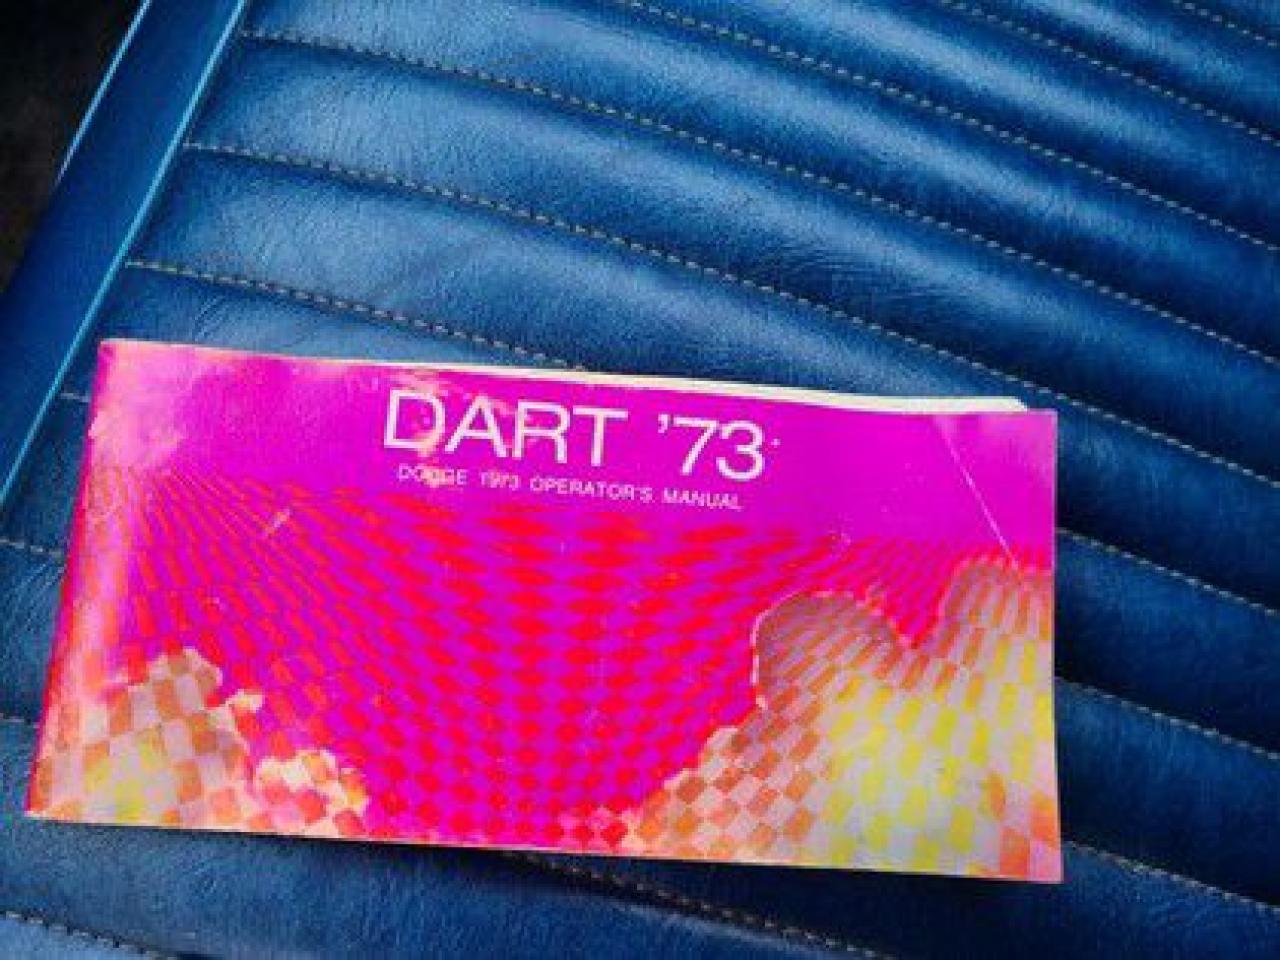 DART '73
DODGE 1973 OPERATOR'S MANUAL